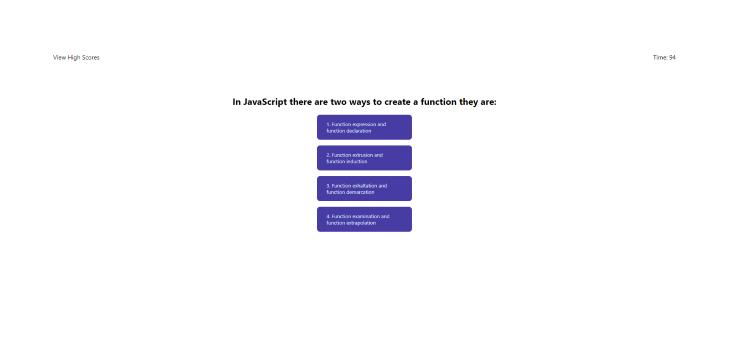 View High Scores
Time: 94
In JavaScript there are two ways to create a function they are:
1. Function expression and
function declaration
2. Function extrusion and
function induction
3. Function exhaltation and
function demarcation
4. Function examination and
function extrapolation